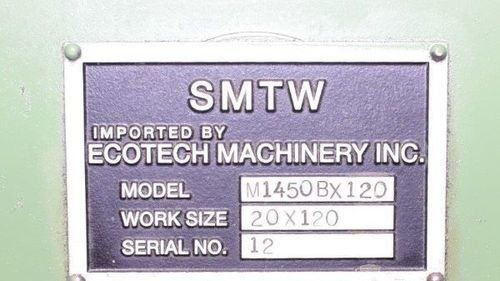 SMTW
IMPORTED BY
ECOTECH MACHINERY INC.
MODEL M1450BX120
WORK SIZE 20X120
SERIAL NO. 12